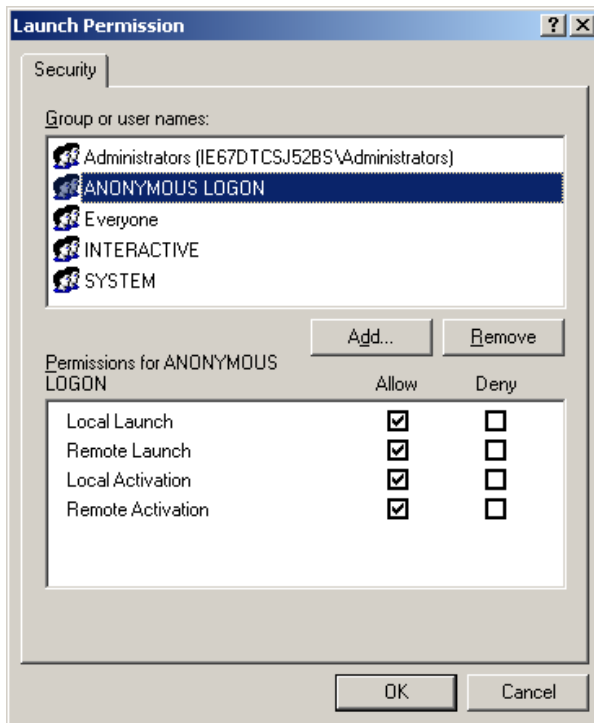 Launch Permission
Security
Group or user names:
Administrators (IE67DTCSJ52BS\Administrators)
ANONYMOUS LOGON
Everyone
INTERACTIVE
SYSTEM
Add... Remove
Permissions for ANONYMOUS
LOGON Allow Deny
Local Launch
Remote Launch
Local Activation
Remote Activation
OK Cancel